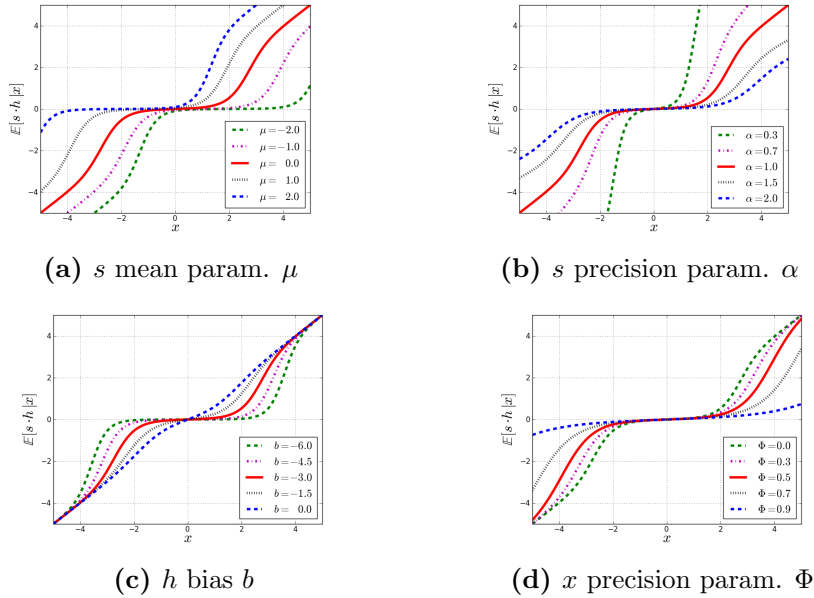 𝔼[s·h|x]
4
2
0
−2
−4
μ=−2.0
μ=−1.0
μ= 0.0
μ= 1.0
μ= 2.0
−4 −2 0 2 4
x
(a) s mean param. μ
𝔼[s·h|x]
4
2
0
−2
−4
α=0.3
α=0.7
α=1.0
α=1.5
α=2.0
−4 −2 0 2 4
x
(b) s precision param. α
𝔼[s·h|x]
4
2
0
−2
−4
b=−6.0
b=−4.5
b=−3.0
b=−1.5
b= 0.0
−4 −2 0 2 4
x
(c) h bias b
𝔼[s·h|x]
4
2
0
−2
−4
Φ=0.0
Φ=0.3
Φ=0.5
Φ=0.7
Φ=0.9
−4 −2 0 2 4
x
(d) x precision param. Φ